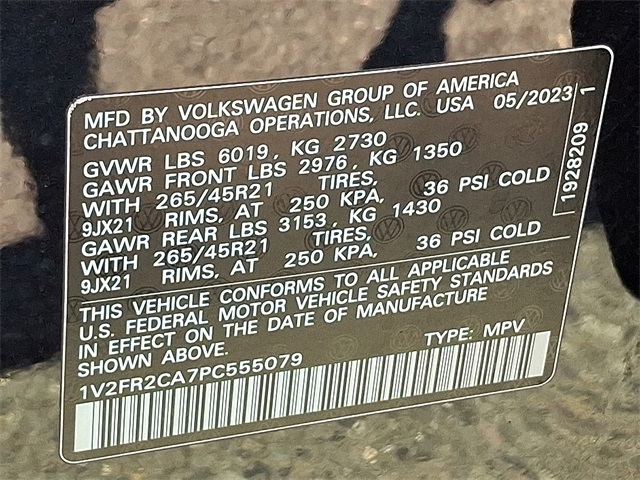 MFD BY VOLKSWAGEN GROUP OF AMERICA
CHATTANOOGA OPERATIONS, LLC. USA 05/2023
GVWR LBS 6019, KG 2730
GAWR FRONT LBS 2976, KG 1350
WITH 265/45R21 TIRES,
9JX21 RIMS, AT 250 KPA, 36 PSI COLD
GAWR REAR LBS 3153, KG 1430
WITH 265/45R21 TIRES,
9JX21 RIMS, AT 250 KPA, 36 PSI COLD
THIS VEHICLE CONFORMS TO ALL APPLICABLE
U.S. FEDERAL MOTOR VEHICLE SAFETY STANDARDS
IN EFFECT ON THE DATE OF MANUFACTURE
SHOWN ABOVE.
TYPE: MPV
1V2FR2CA7PC555079
1928209 1